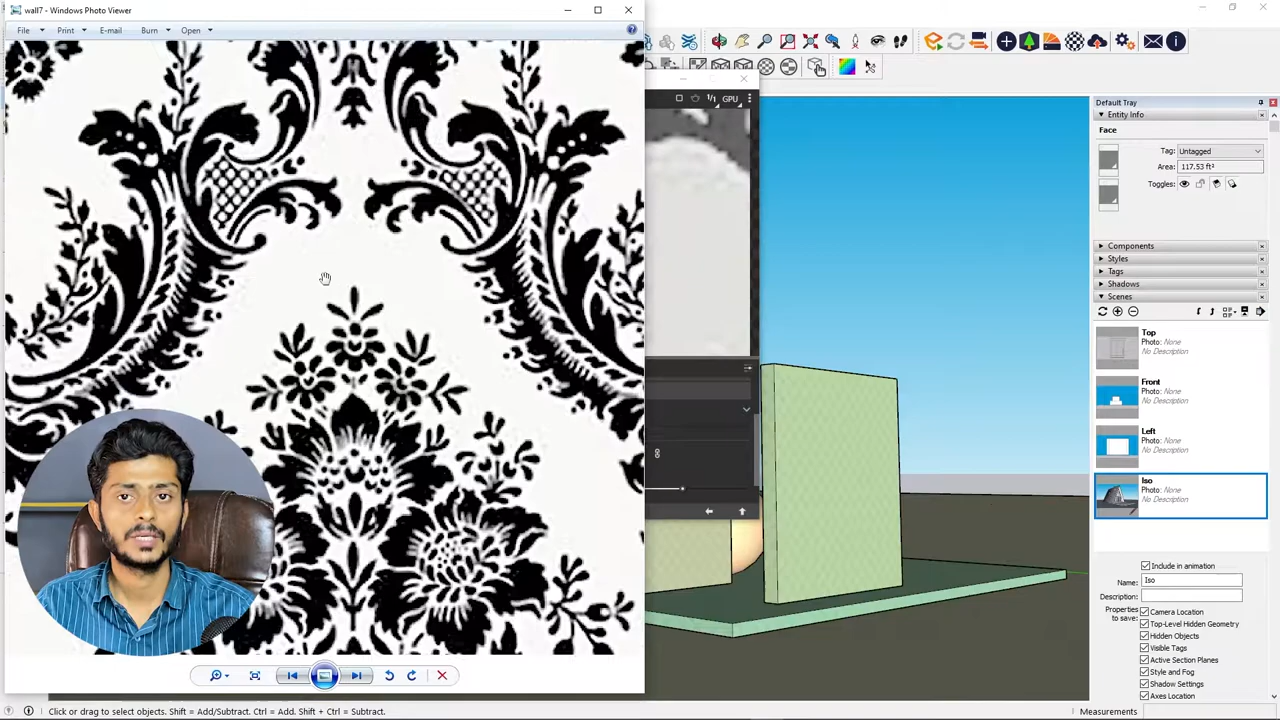 wall7 - Windows Photo Viewer
File Print E-mail Burn Open
GPU
Default Tray
Entity Info
Face
Tag: Untagged
Area: 117.53 ft²
Toggles:
Components
Styles
Tags
Shadows
Scenes
Top
Photo: None
No Description
Front
Photo: None
No Description
Left
Photo: None
No Description
Iso
Photo: None
No Description
Include in animation
Name: Iso
Description:
Properties to save:
Camera Location
Top-Level Hidden Geometry
Hidden Objects
Visible Tags
Active Section Planes
Style and Fog
Shadow Settings
Axes Location
Click or drag to select objects. Shift = Add/Subtract. Ctrl = Add. Shift + Ctrl = Subtract.
Measurements